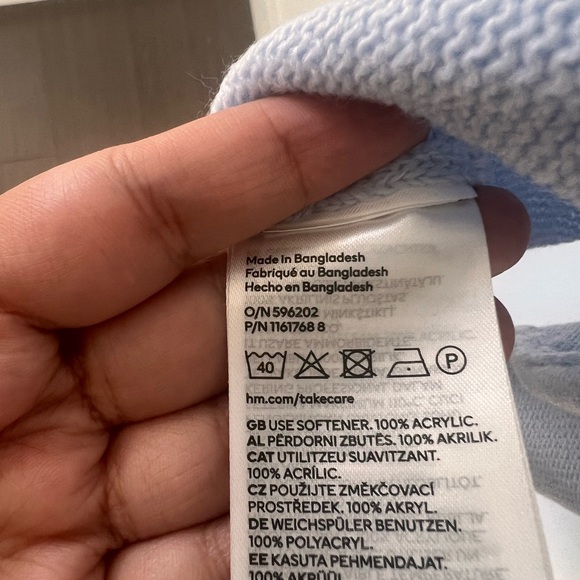 Made in Bangladesh
Fabriqué au Bangladesh
Hecho en Bangladesh
O/N 596202
P/N 1161768 8
40 P
hm.com/takecare
GB USE SOFTENER. 100% ACRYLIC.
AL PËRDORNI ZBUTËS. 100% AKRILIK.
CAT UTILITZEU SUAVITZANT.
100% ACRÍLIC.
CZ POUŽIJTE ZMĚKČOVACÍ
PROSTŘEDEK. 100% AKRYL.
DE WEICHSPÜLER BENUTZEN.
100% POLYACRYL.
EE KASUTA PEHMENDAJAT.
100% AKRÜÜL